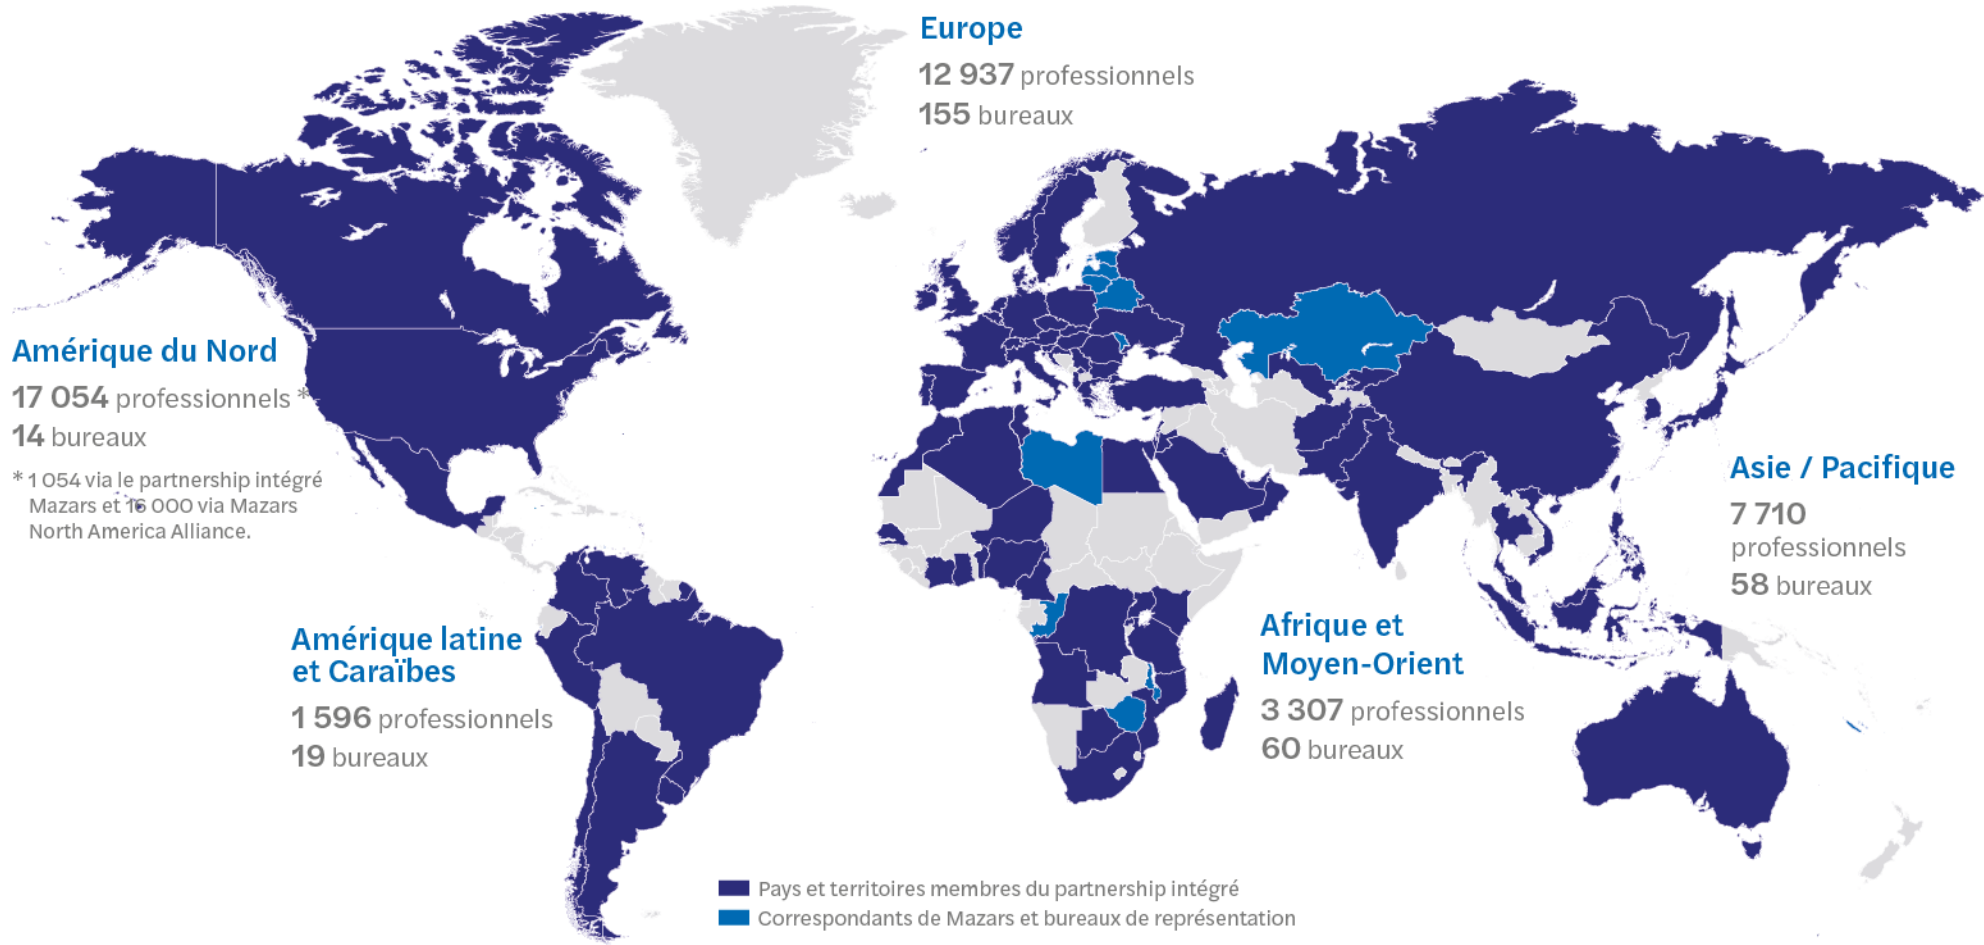 Europe
12 937 professionnels
155 bureaux
Amérique du Nord
17 054 professionnels *
14 bureaux
* 1 054 via le partnership intégré
Mazars et 16 000 via Mazars
North America Alliance.
Asie / Pacifique
7 710
professionnels
58 bureaux
Amérique latine
et Caraïbes
1 596 professionnels
19 bureaux
Afrique et
Moyen-Orient
3 307 professionnels
60 bureaux
Pays et territoires membres du partnership intégré
Correspondants de Mazars et bureaux de représentation